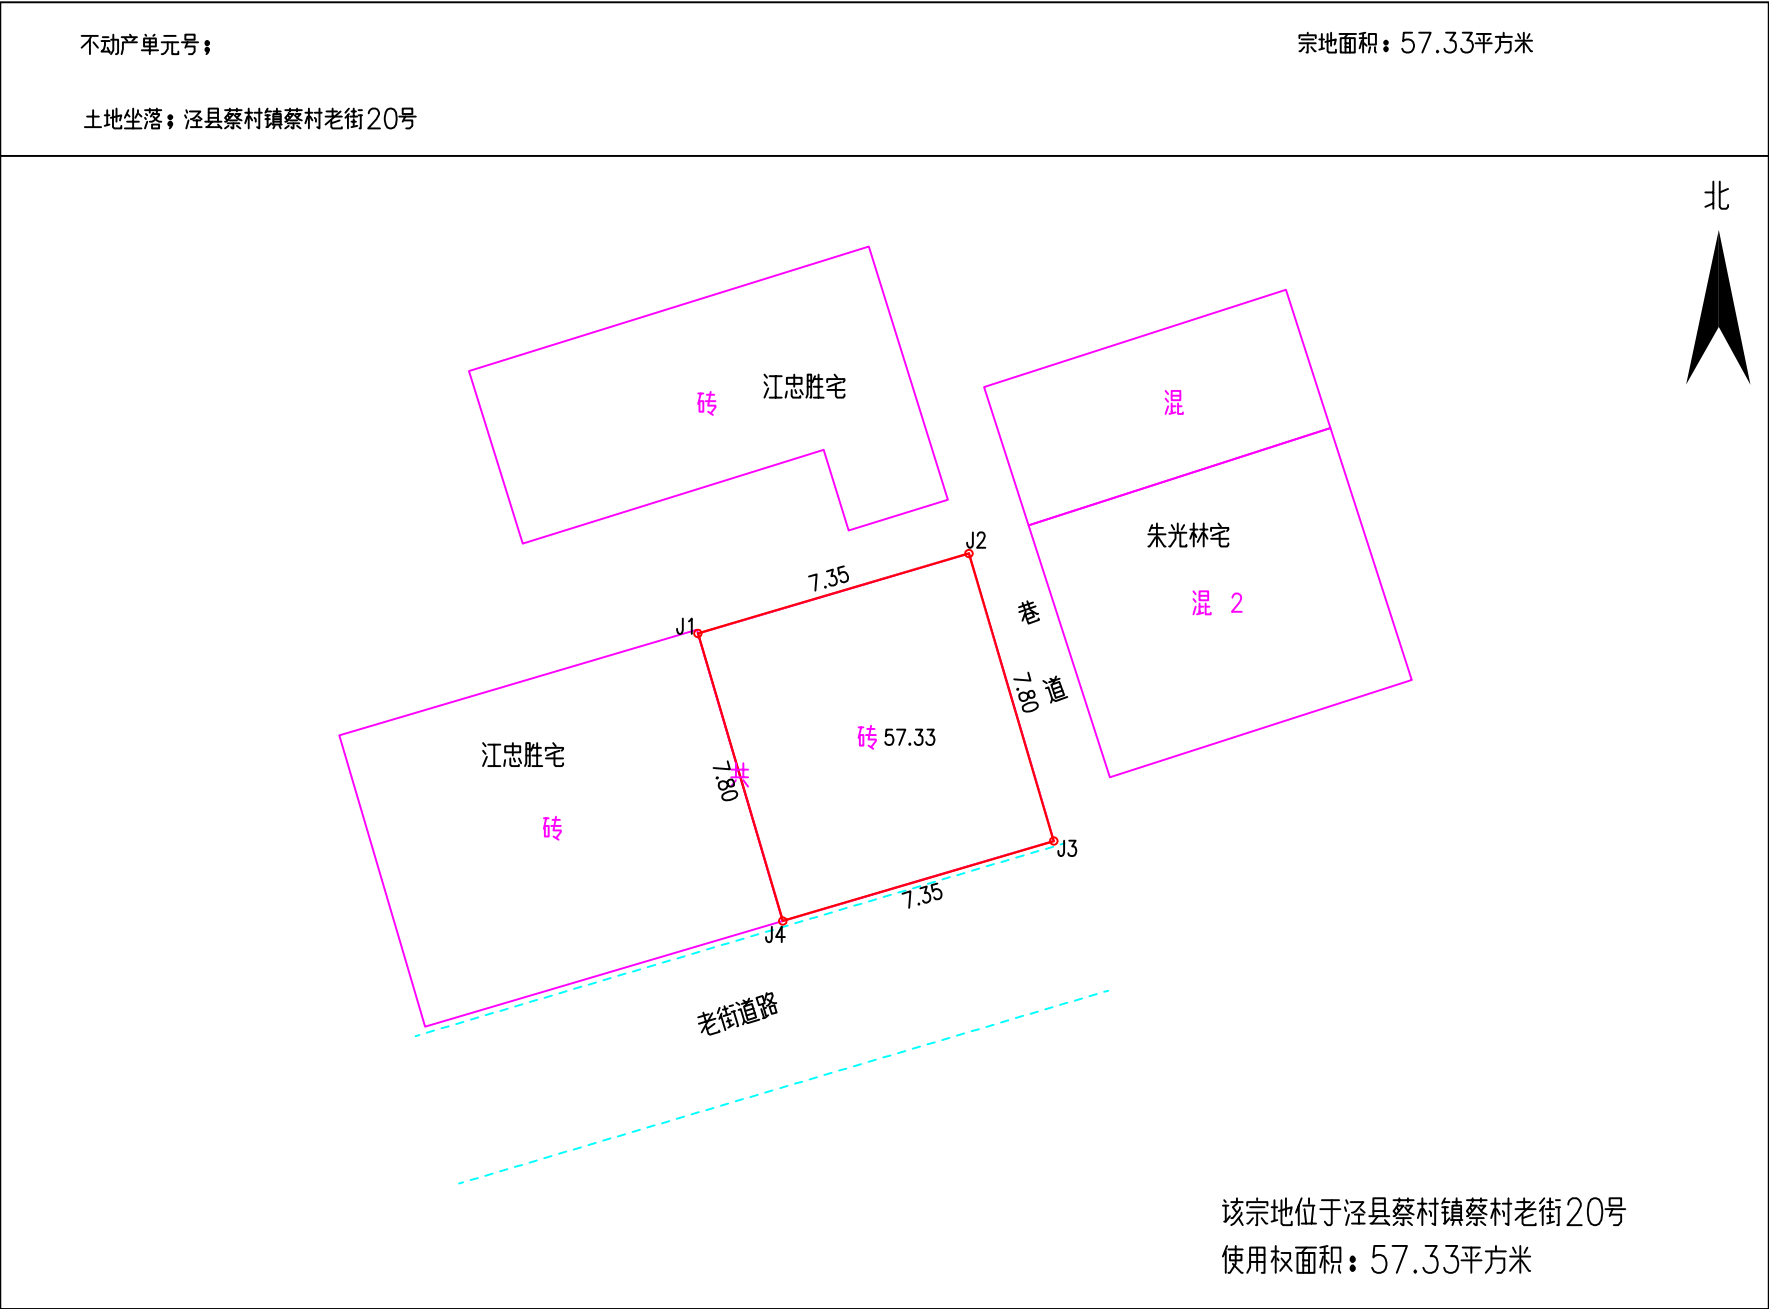 不动产单元号：
宗地面积：57.33平方米
土地坐落：泾县蔡村镇蔡村老街20号
北
江忠胜宅
砖
混
朱光林宅
混 2
J2
7.35
J1
巷
道
7.80
砖 57.33
江忠胜宅
共
7.80
砖
J3
7.35
J4
老街道路
该宗地位于泾县蔡村镇蔡村老街20号
使用权面积：57.33平方米